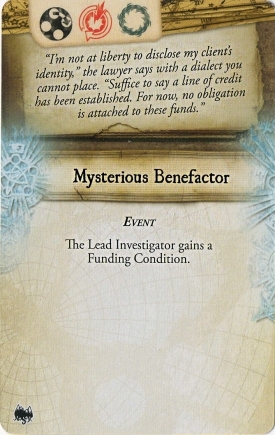 "I'm not at liberty to disclose my client's
identity," the lawyer says with a dialect you
cannot place. "Suffice to say a line of credit
has been established. For now, no obligation
is attached to these funds."
Mysterious Benefactor
Event
The Lead Investigator gains a
Funding Condition.